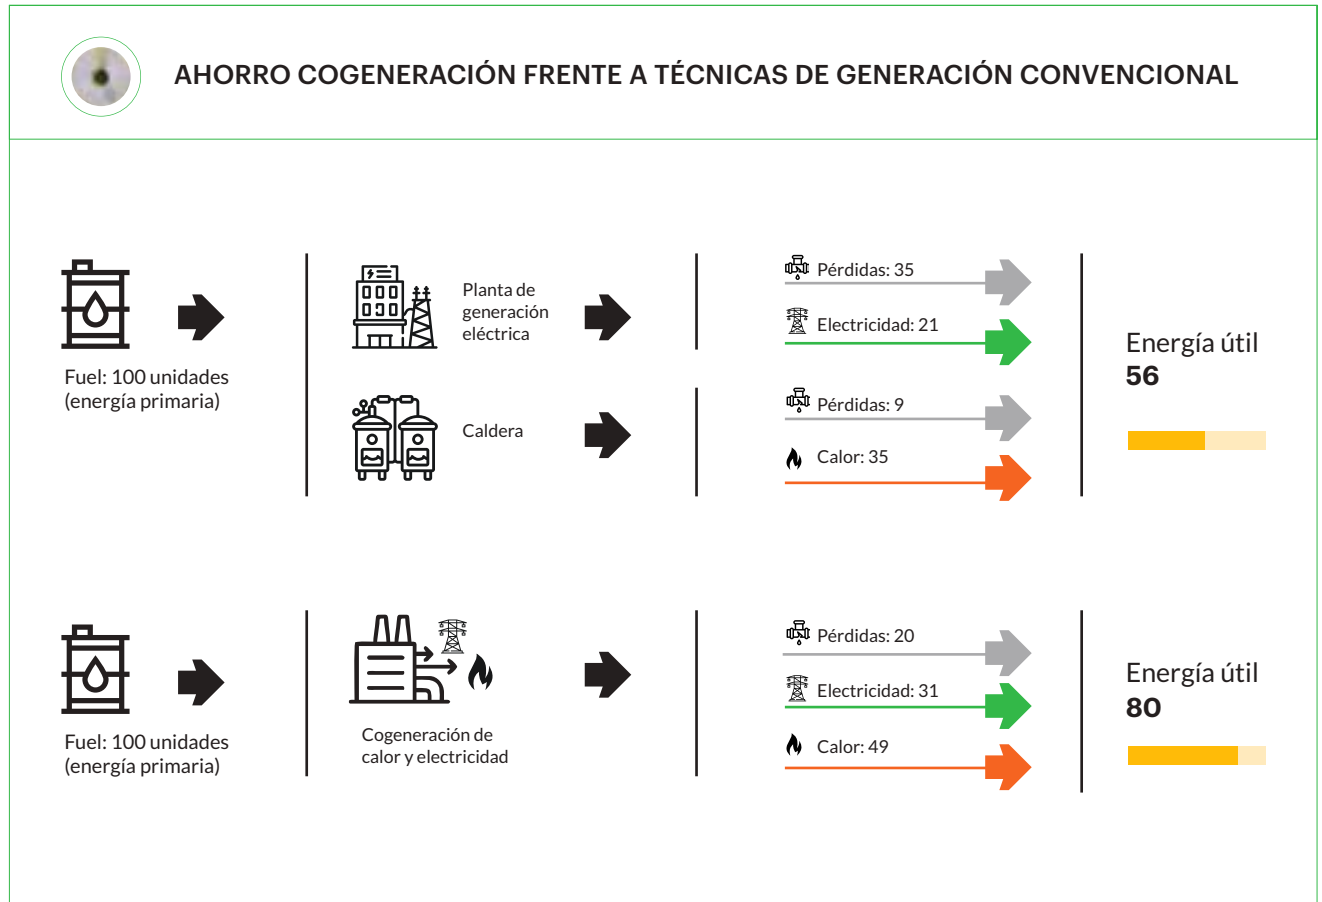 AHORRO COGENERACIÓN FRENTE A TÉCNICAS DE GENERACIÓN CONVENCIONAL
Fuel: 100 unidades
(energía primaria)
Planta de
generación
eléctrica
Caldera
Pérdidas: 35
Electricidad: 21
Pérdidas: 9
Calor: 35
Energía útil
56
Fuel: 100 unidades
(energía primaria)
Cogeneración de
calor y electricidad
Pérdidas: 20
Electricidad: 31
Calor: 49
Energía útil
80